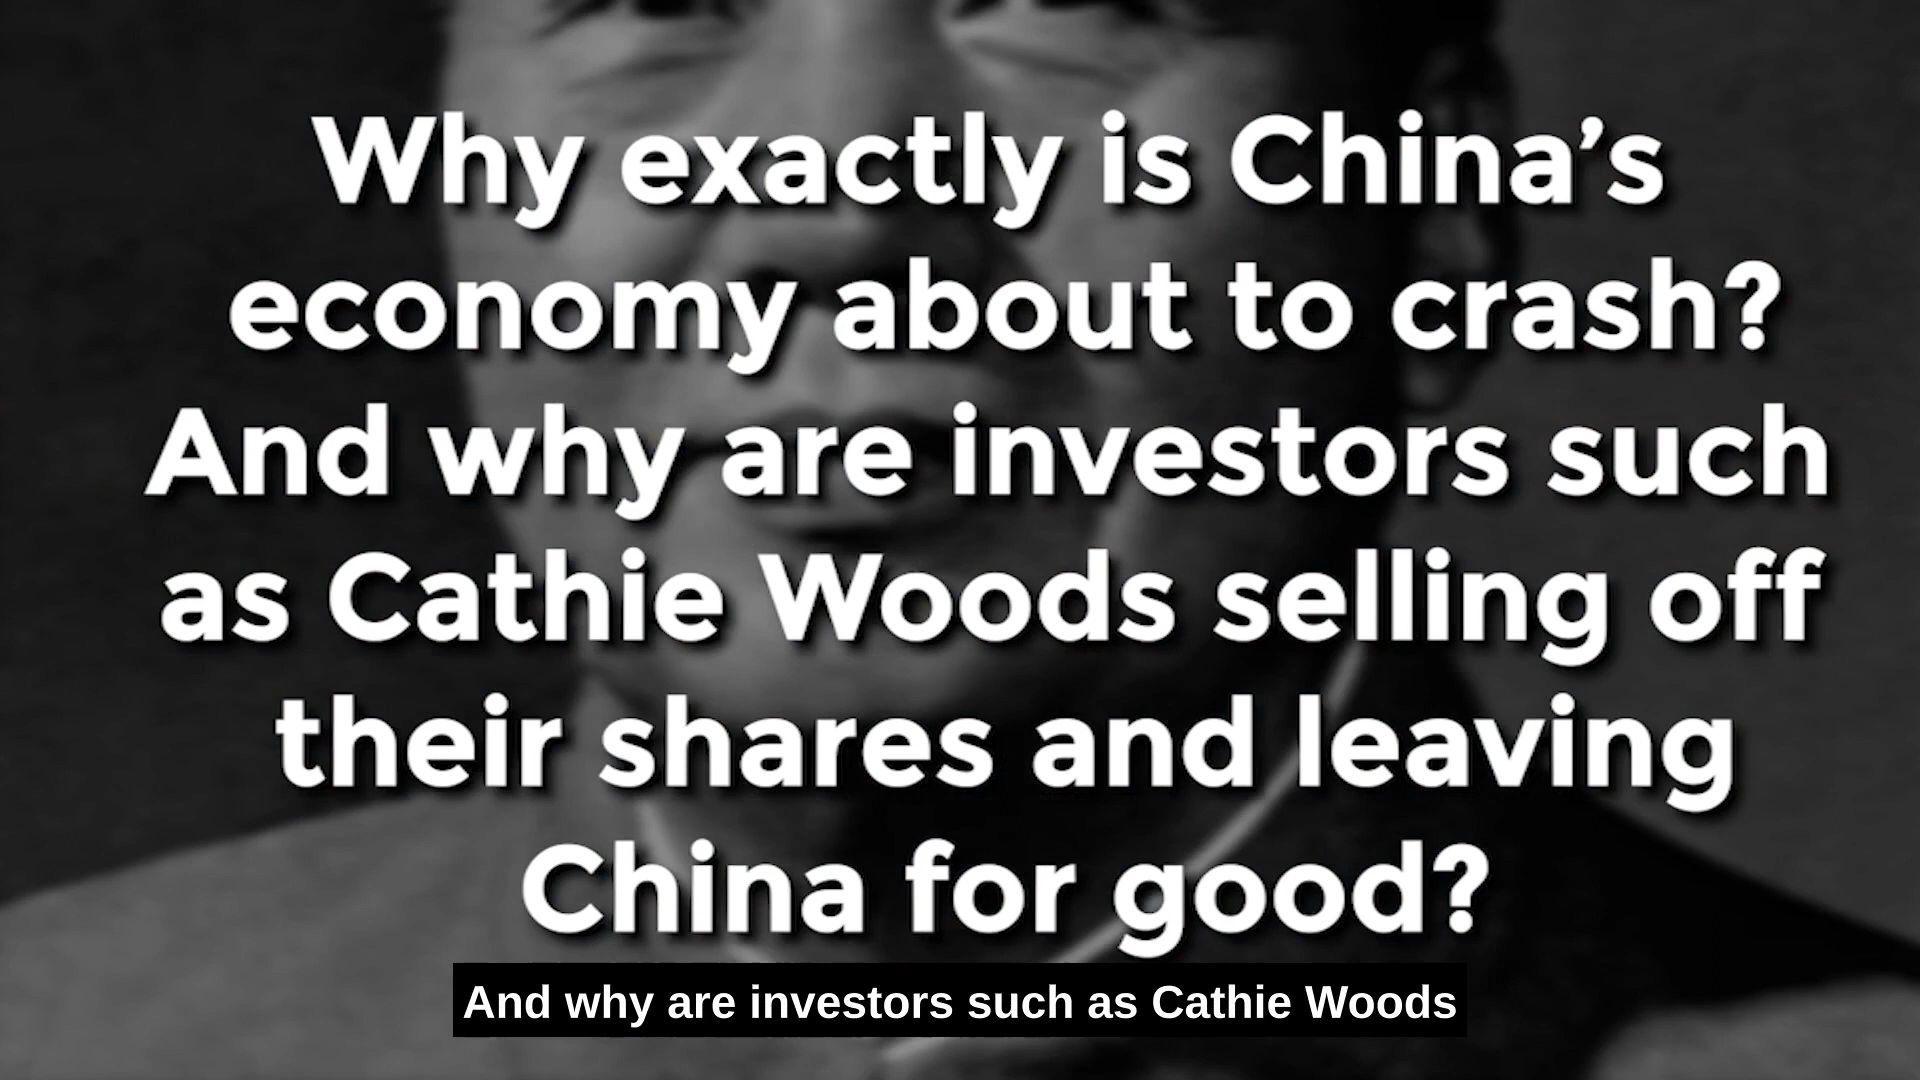 Why exactly is China’s
economy about to crash?
And why are investors such
as Cathie Woods selling off
their shares and leaving
China for good?
And why are investors such as Cathie Woods